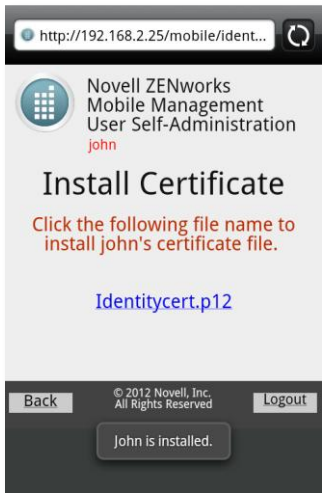 http://192.168.2.25/mobile/ident...
Novell ZENworks
Mobile Management
User Self-Administration
john
Install Certificate
Click the following file name to
install john's certificate file.
Identitycert.p12
Back
© 2012 Novell, Inc.
All Rights Reserved
Logout
John is installed.